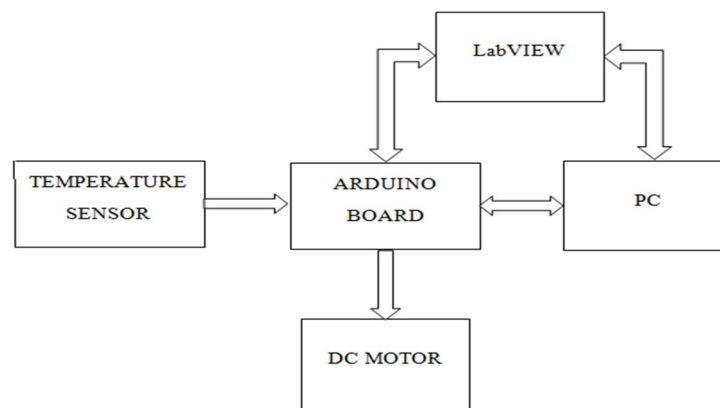 LabVIEW
TEMPERATURE
SENSOR
ARDUINO
BOARD
PC
DC MOTOR